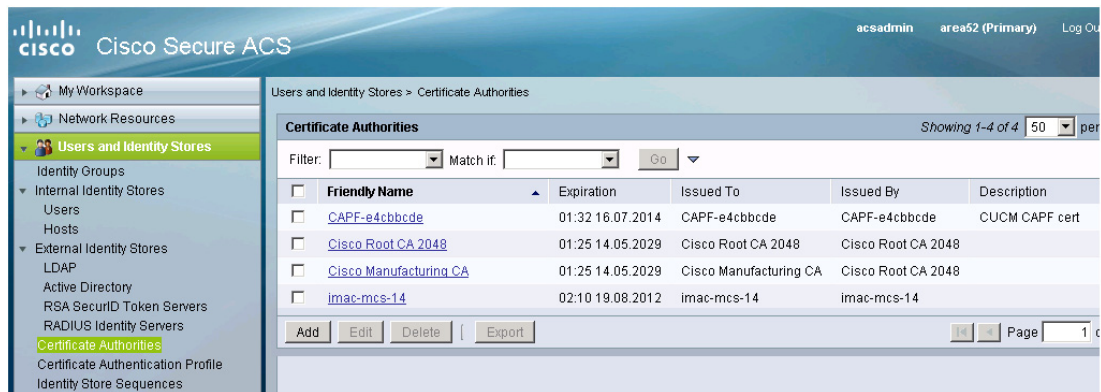 CISCO Cisco Secure ACS
acsadmin area52 (Primary) Log Ou
My Workspace
Network Resources
Users and Identity Stores
Identity Groups
Internal Identity Stores
Users
Hosts
External Identity Stores
LDAP
Active Directory
RSA SecurID Token Servers
RADIUS Identity Servers
Certificate Authorities
Certificate Authentication Profile
Identity Store Sequences
Users and Identity Stores > Certificate Authorities
Certificate Authorities Showing 1-4 of 4 50 per
Filter: Match if: Go
Friendly Name Expiration Issued To Issued By Description
CAPF-e4cbbcde 01:32 16.07.2014 CAPF-e4cbbcde CAPF-e4cbbcde CUCM CAPF cert
Cisco Root CA 2048 01:25 14.05.2029 Cisco Root CA 2048 Cisco Root CA 2048
Cisco Manufacturing CA 01:25 14.05.2029 Cisco Manufacturing CA Cisco Root CA 2048
imac-mcs-14 02:10 19.08.2012 imac-mcs-14 imac-mcs-14
Add Edit Delete | Export Page 1